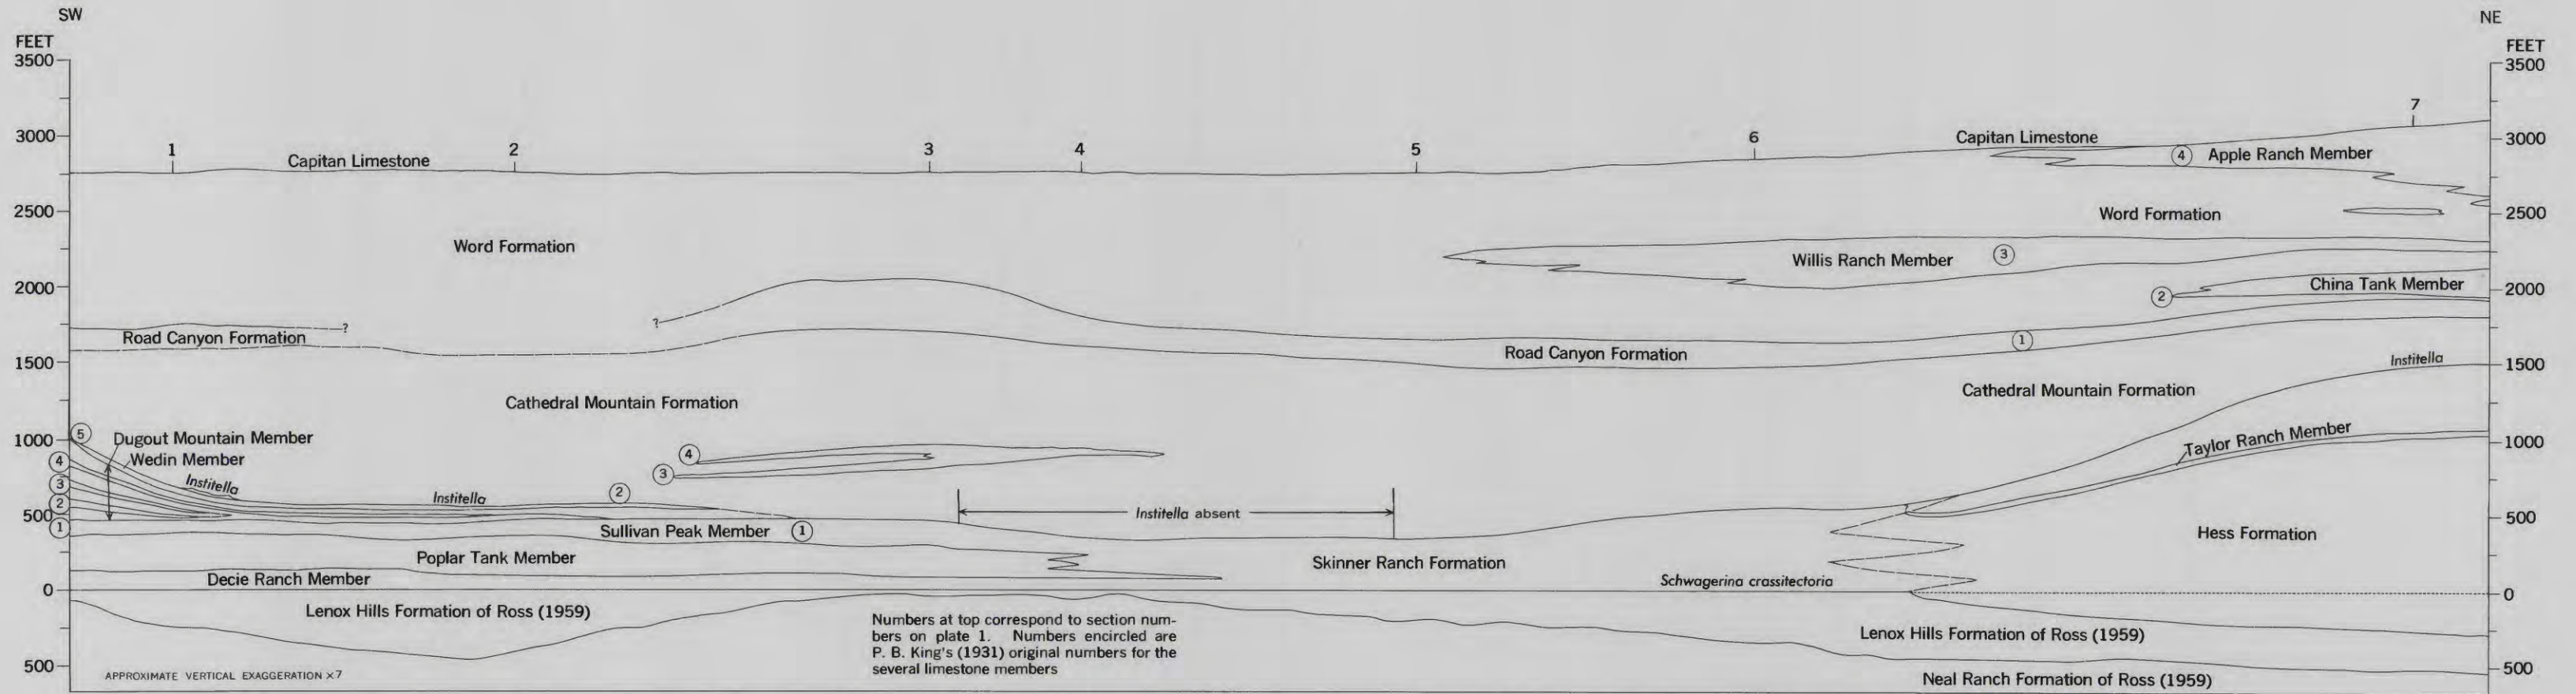 SW
NE
FEET
FEET
3500
3500
7
3000
1
Capitan Limestone
2
3
4
5
6
Capitan Limestone
3000
4 Apple Ranch Member
2500
Word Formation
2500
Word Formation
Willis Ranch Member 3
2000
2 China Tank Member
2000
?
?
Road Canyon Formation
1
1500
Road Canyon Formation
Institella
1500
Cathedral Mountain Formation
Cathedral Mountain Formation
1000
5
Dugout Mountain Member
Taylor Ranch Member
1000
4
Wedin Member
4
3
3
Institella
Institella
2
2
500
Institella absent
500
1
Sullivan Peak Member 1
Hess Formation
Poplar Tank Member
Skinner Ranch Formation
Decie Ranch Member
Schwagerina crassitectoria
0
0
Lenox Hills Formation of Ross (1959)
Numbers at top correspond to section num-
bers on plate 1. Numbers encircled are
P. B. King's (1931) original numbers for the
several limestone members
Lenox Hills Formation of Ross (1959)
500
APPROXIMATE VERTICAL EXAGGERATION ×7
500
Neal Ranch Formation of Ross (1959)